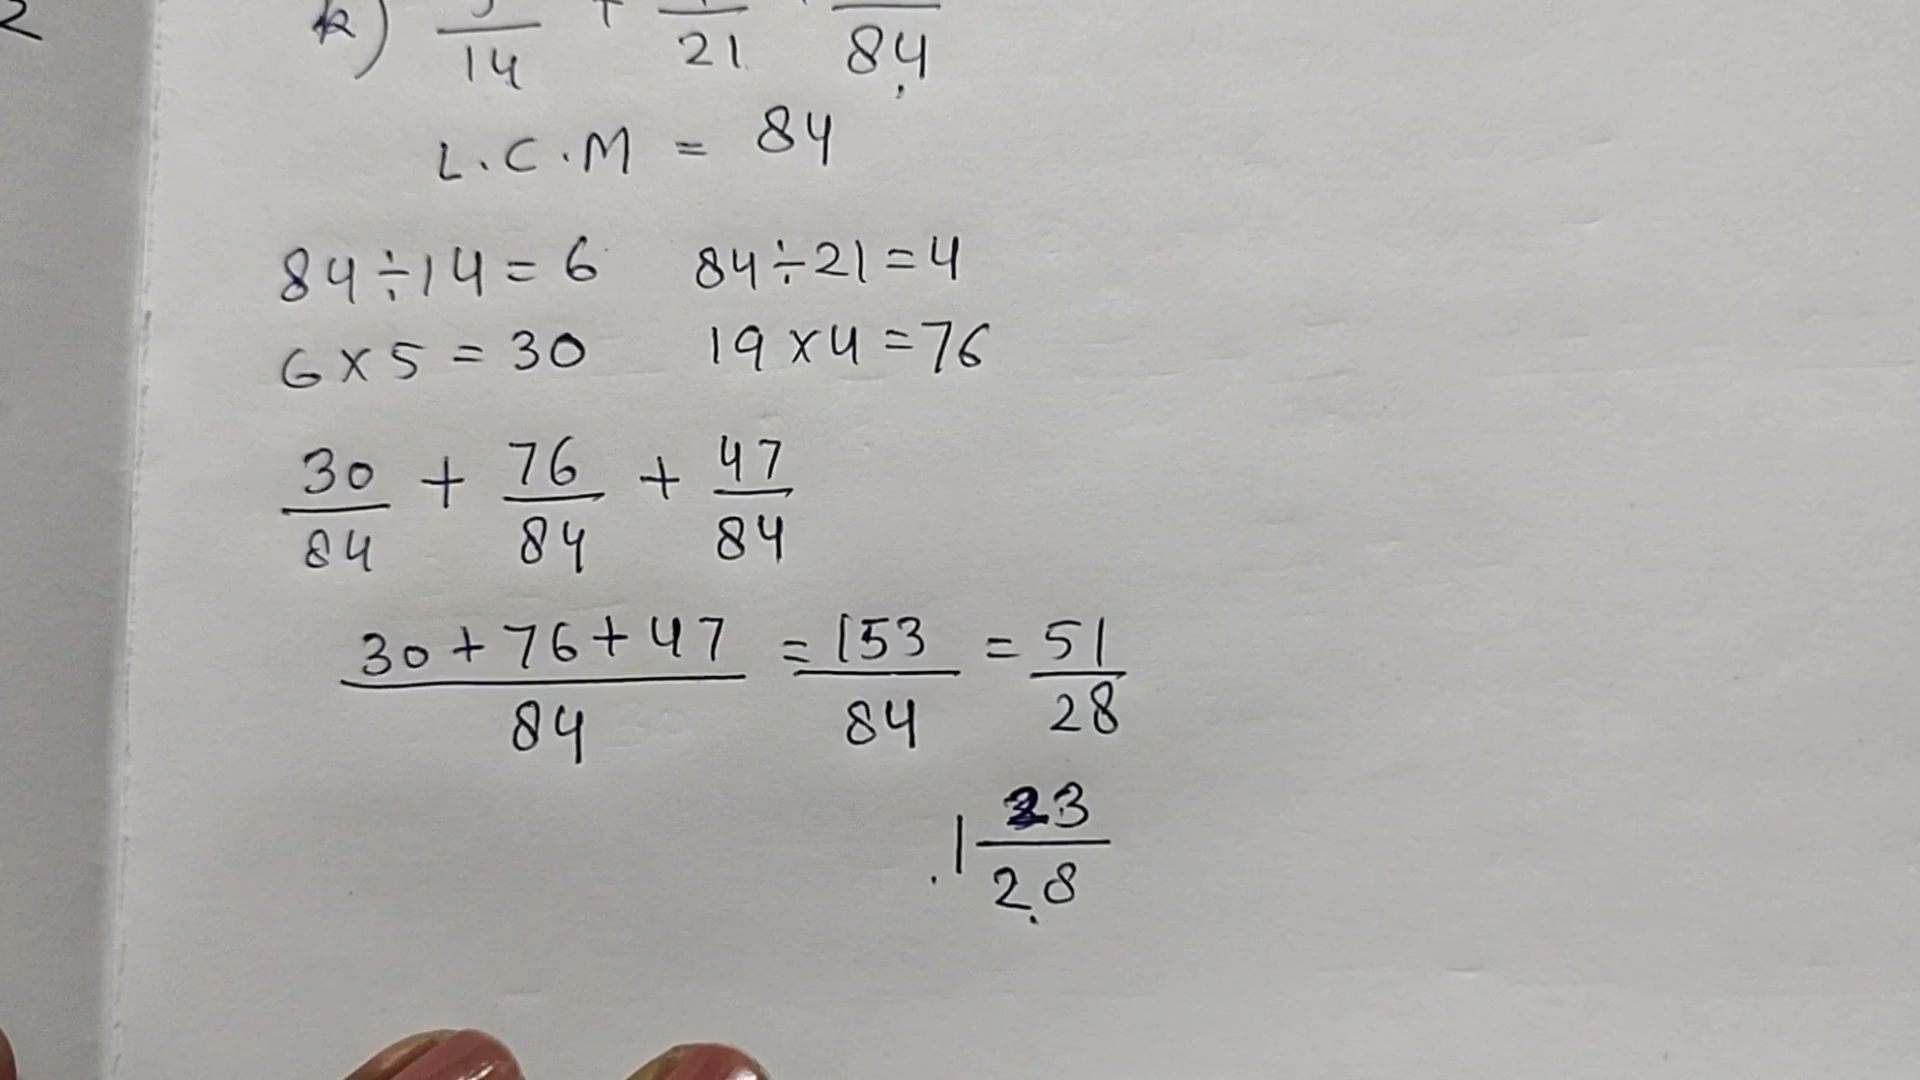 k) 5/14 + /21 /84
L.C.M = 84
84÷14=6 84÷21=4
6×5=30 19×4=76
30/84 + 76/84 + 47/84
30+76+47/84 = 153/84 = 51/28
1 23/28